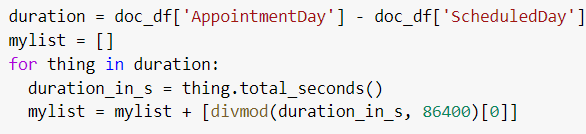 duration = doc_df['AppointmentDay'] - doc_df['ScheduledDay']
mylist = []
for thing in duration:
  duration_in_s = thing.total_seconds()
  mylist = mylist + [divmod(duration_in_s, 86400)[0]]